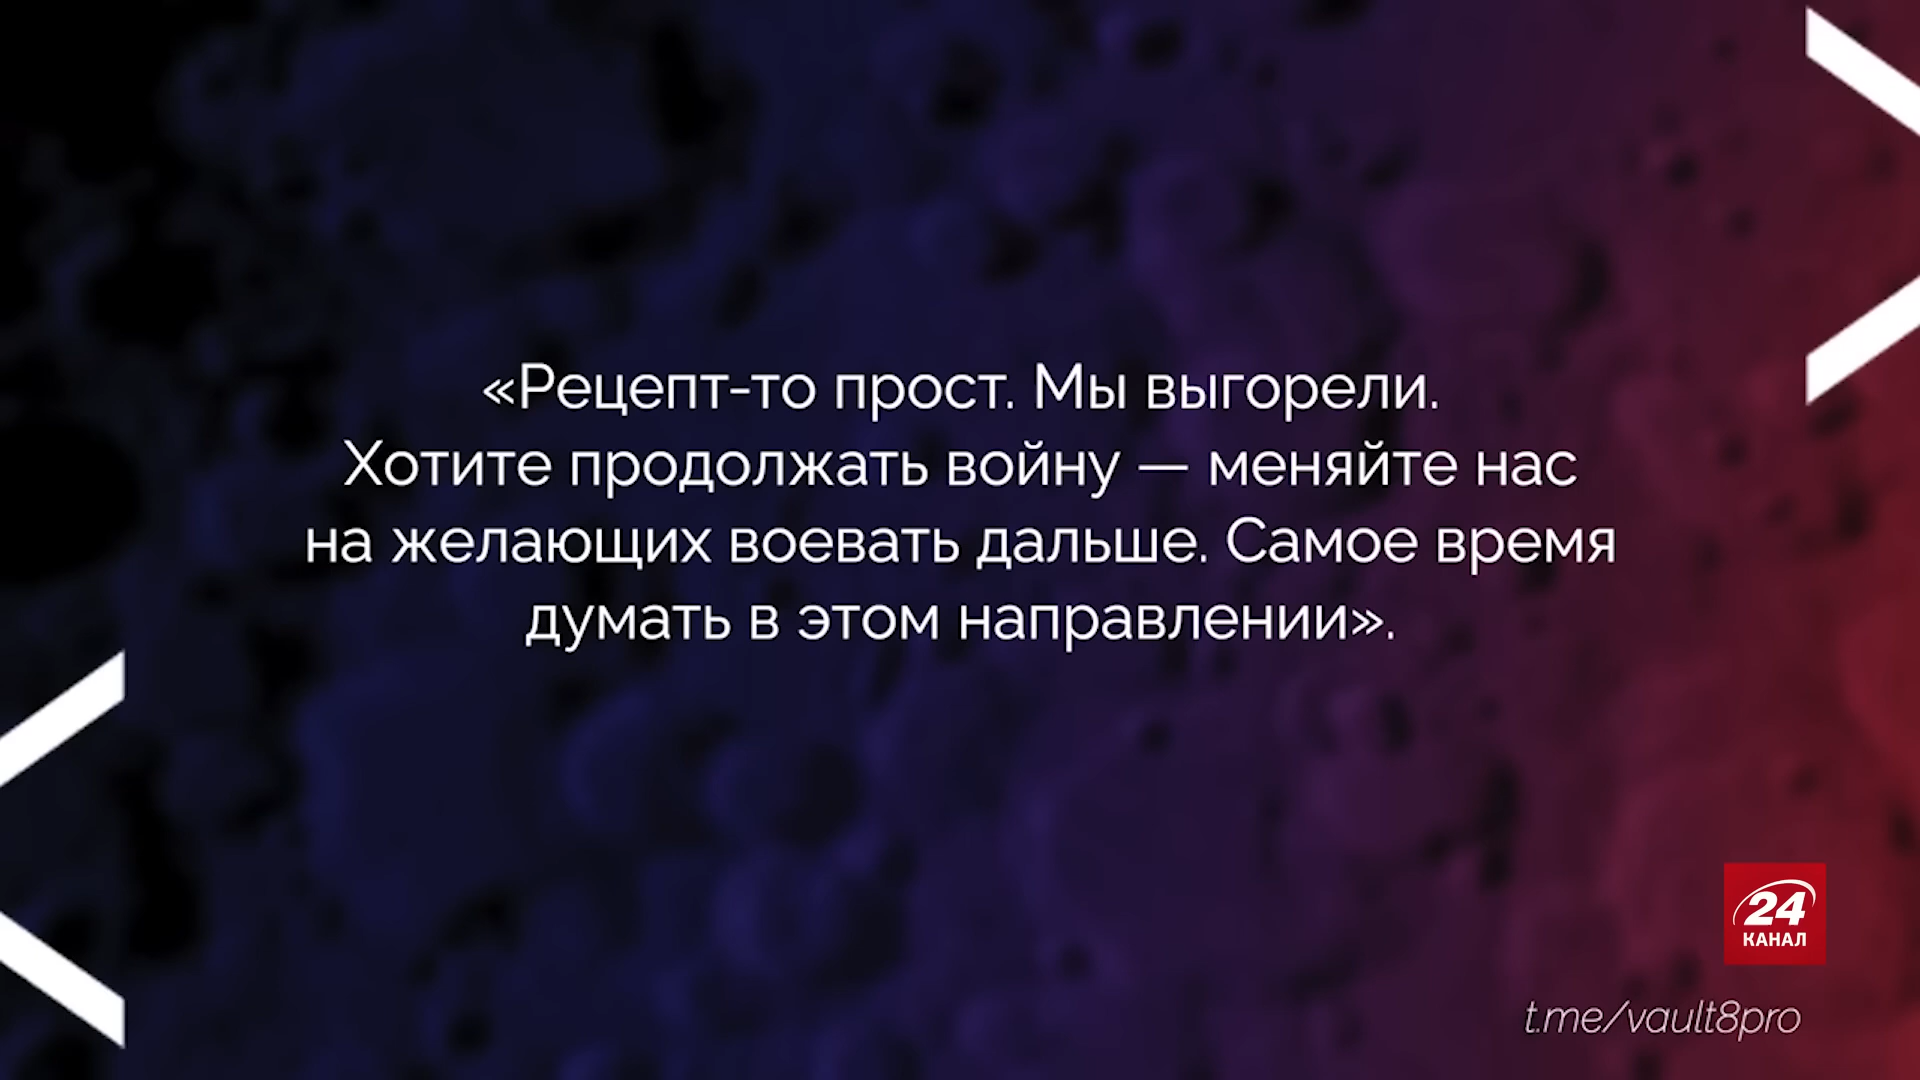 «Рецепт-то прост. Мы выгорели.
Хотите продолжать войну — меняйте нас
на желающих воевать дальше. Самое время
думать в этом направлении».
24
КАНАЛ
t.me/vault8pro